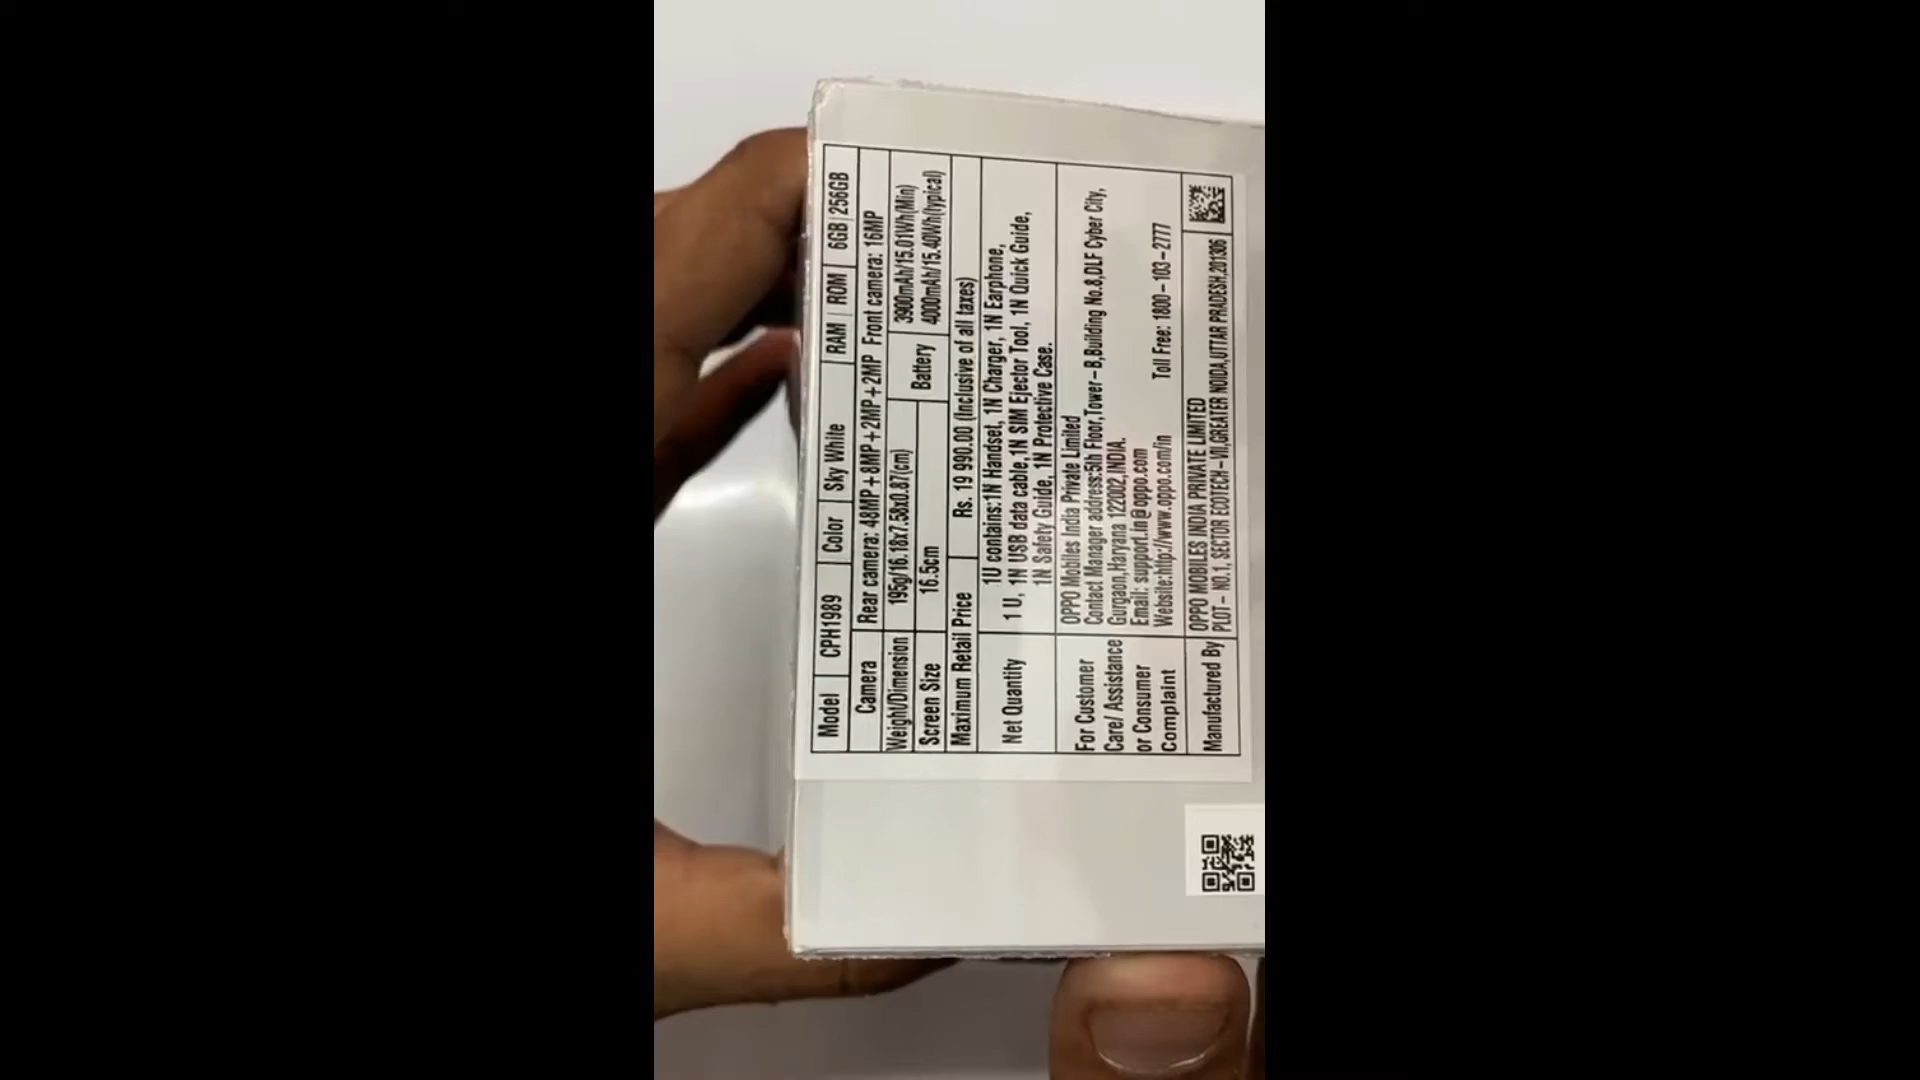 Model CPH1989 Color Sky White RAM | ROM 6GB | 256GB
Camera Rear camera: 48MP+8MP+2MP+2MP Front camera: 16MP
Weight/Dimension 195g/16.18x7.58x0.87(cm) Battery 3900mAh/15.01Wh(Min)
Screen Size 16.5cm 4000mAh/15.40Wh(typical)
Maximum Retail Price Rs. 19 990.00 (Inclusive of all taxes)
Net Quantity 1 U, 1U contains:1N Handset, 1N Charger, 1N Earphone,
1N USB data cable,1N SIM Ejector Tool, 1N Quick Guide,
1N Safety Guide, 1N Protective Case.
For Customer
Care/ Assistance
or Consumer
Complaint
OPPO Mobiles India Private Limited
Contact Manager address:5th Floor,Tower-B,Building No.8,DLF Cyber City,
Gurgaon,Haryana 122002,INDIA.
Email: support.in@oppo.com
Website:http://www.oppo.com/in Toll Free: 1800-103-2777
Manufactured By OPPO MOBILES INDIA PRIVATE LIMITED
PLOT- NO.1, SECTOR ECOTECH-VII,GREATER NOIDA,UTTAR PRADESH,201306